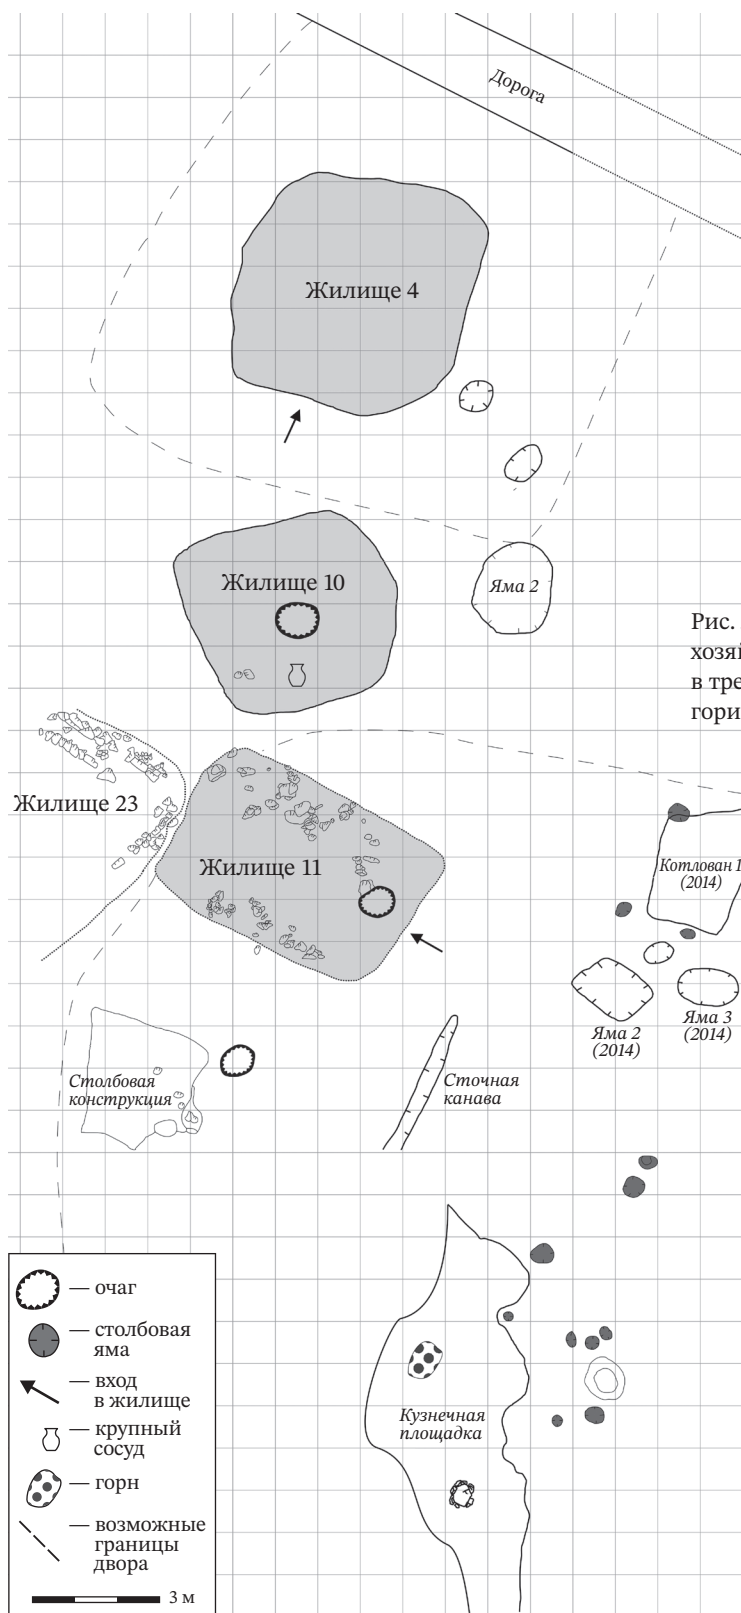 Дорога
Жилище 4
Жилище 10
Яма 2
Рис.
хозяй
в тре
гори
Жилище 23
Жилище 11
Котлован 1
(2014)
Яма 2
(2014)
Яма 3
(2014)
Столбовая
конструкция
Сточная
канава
Кузнечная
площадка
— очаг
— столбовая
яма
— вход
в жилище
— крупный
сосуд
— горн
— возможные
границы
двора
3 м